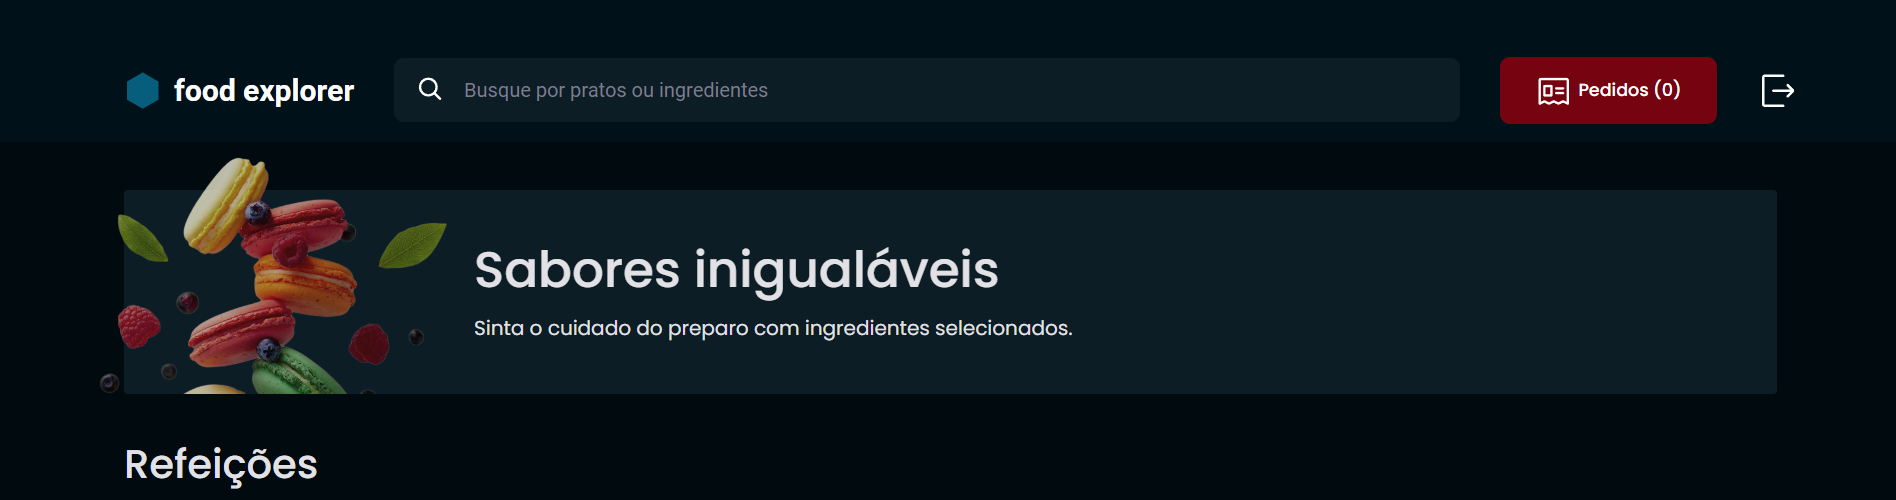 food explorer
Busque por pratos ou ingredientes
Pedidos (0)
Sabores inigualáveis
Sinta o cuidado do preparo com ingredientes selecionados.
Refeições